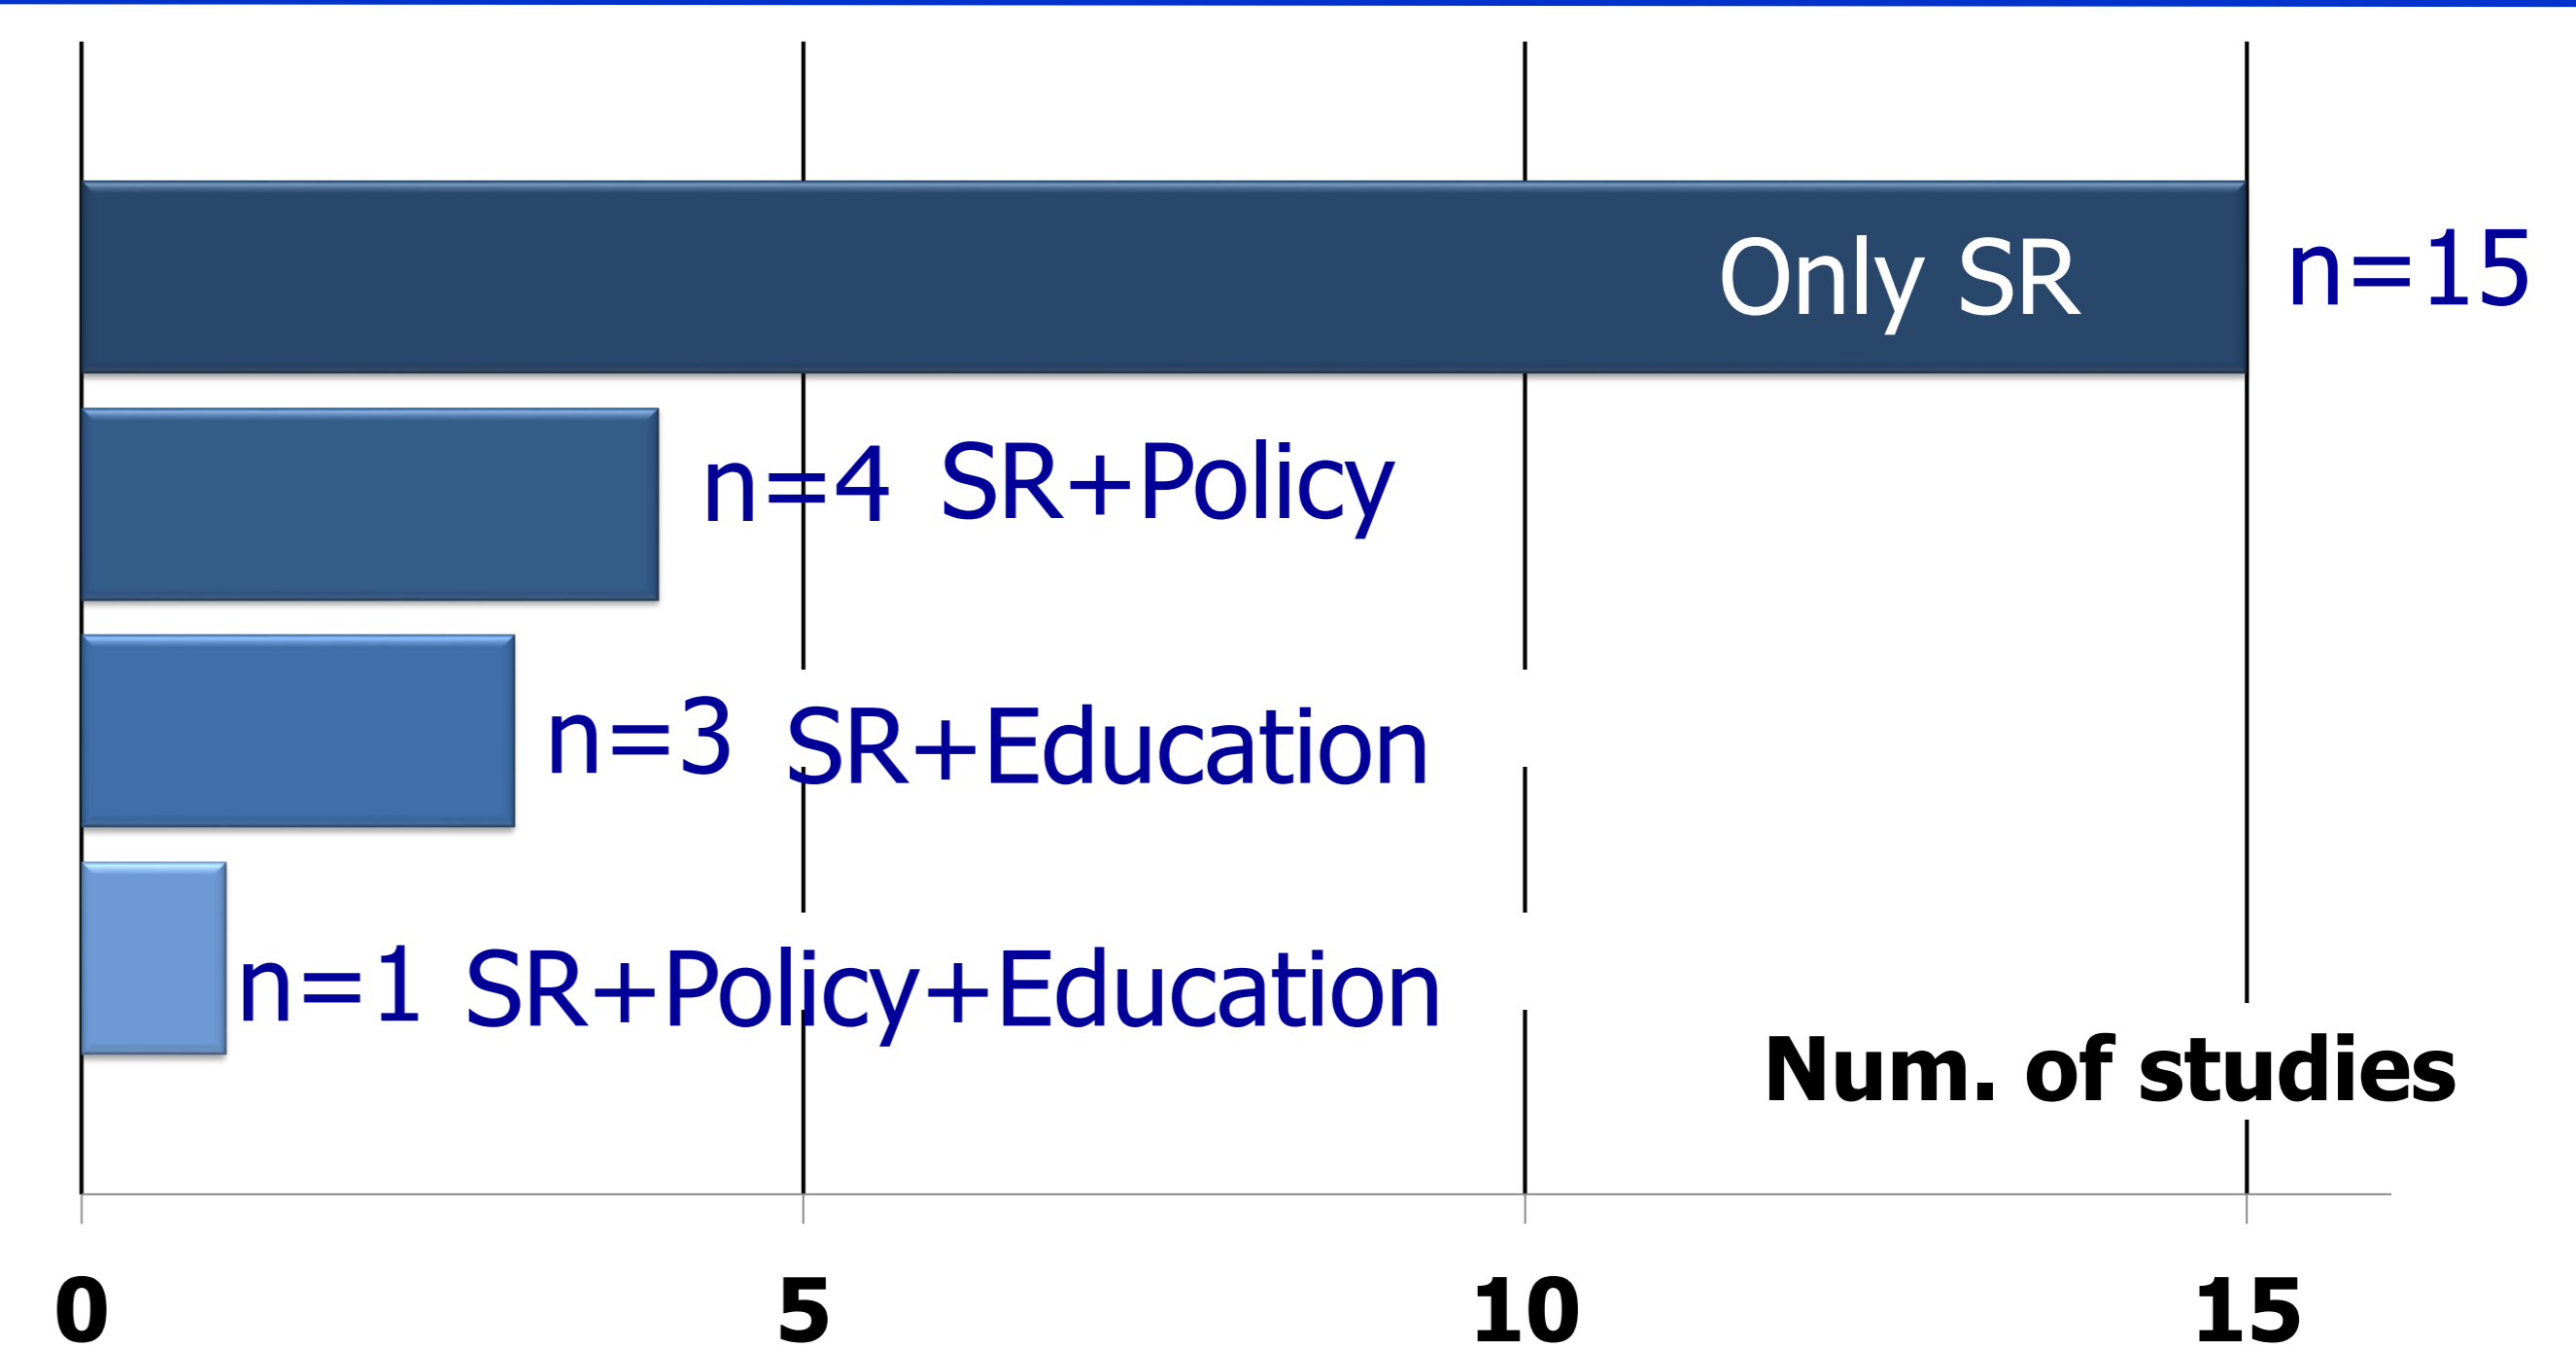 Only SR n=15
n=4 SR+Policy
n=3 SR+Education
n=1 SR+Policy+Education
Num. of studies
0 5 10 15